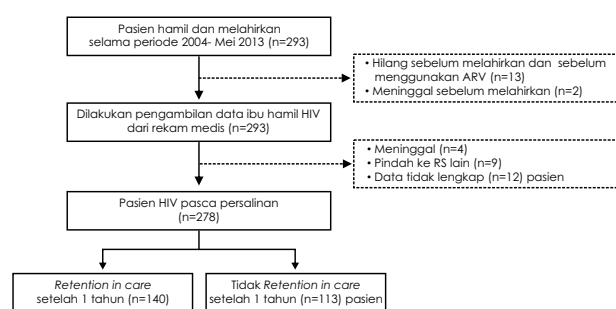 Pasien hamil dan melahirkan
selama periode 2004- Mei 2013 (n=293)
• Hilang sebelum melahirkan dan sebelum
menggunakan ARV (n=13)
• Meninggal sebelum melahirkan (n=2)
Dilakukan pengambilan data ibu hamil HIV
dari rekam medis (n=293)
• Meninggal (n=4)
• Pindah ke RS lain (n=9)
• Data tidak lengkap (n=12) pasien
Pasien HIV pasca persalinan
(n=278)
Retention in care
setelah 1 tahun (n=140)
Tidak Retention in care
setelah 1 tahun (n=113) pasien